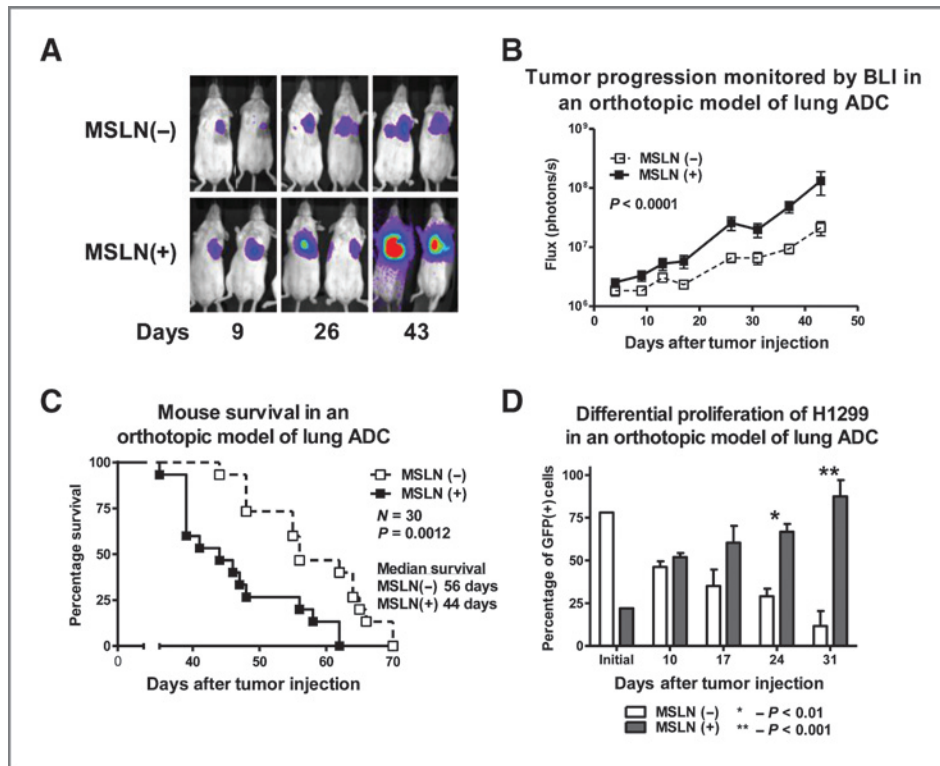 A
MSLN(–)
MSLN(+)
Days 9 26 43
B
Tumor progression monitored by BLI in
an orthotopic model of lung ADC
Flux (photons/s)
10⁹
10⁸
10⁷
10⁶
MSLN (–)
MSLN (+)
P < 0.0001
0 10 20 30 40 50
Days after tumor injection
C
Mouse survival in an
orthotopic model of lung ADC
Percentage survival
100
75
50
25
0
MSLN (–)
MSLN (+)
N = 30
P = 0.0012
Median survival
MSLN(–) 56 days
MSLN(+) 44 days
0 40 50 60 70
Days after tumor injection
D
Differential proliferation of H1299
in an orthotopic model of lung ADC
Percentage of GFP(+) cells
100
75
50
25
0
*
**
Initial 10 17 24 31
Days after tumor injection
MSLN (–) * – P < 0.01
MSLN (+) ** – P < 0.001